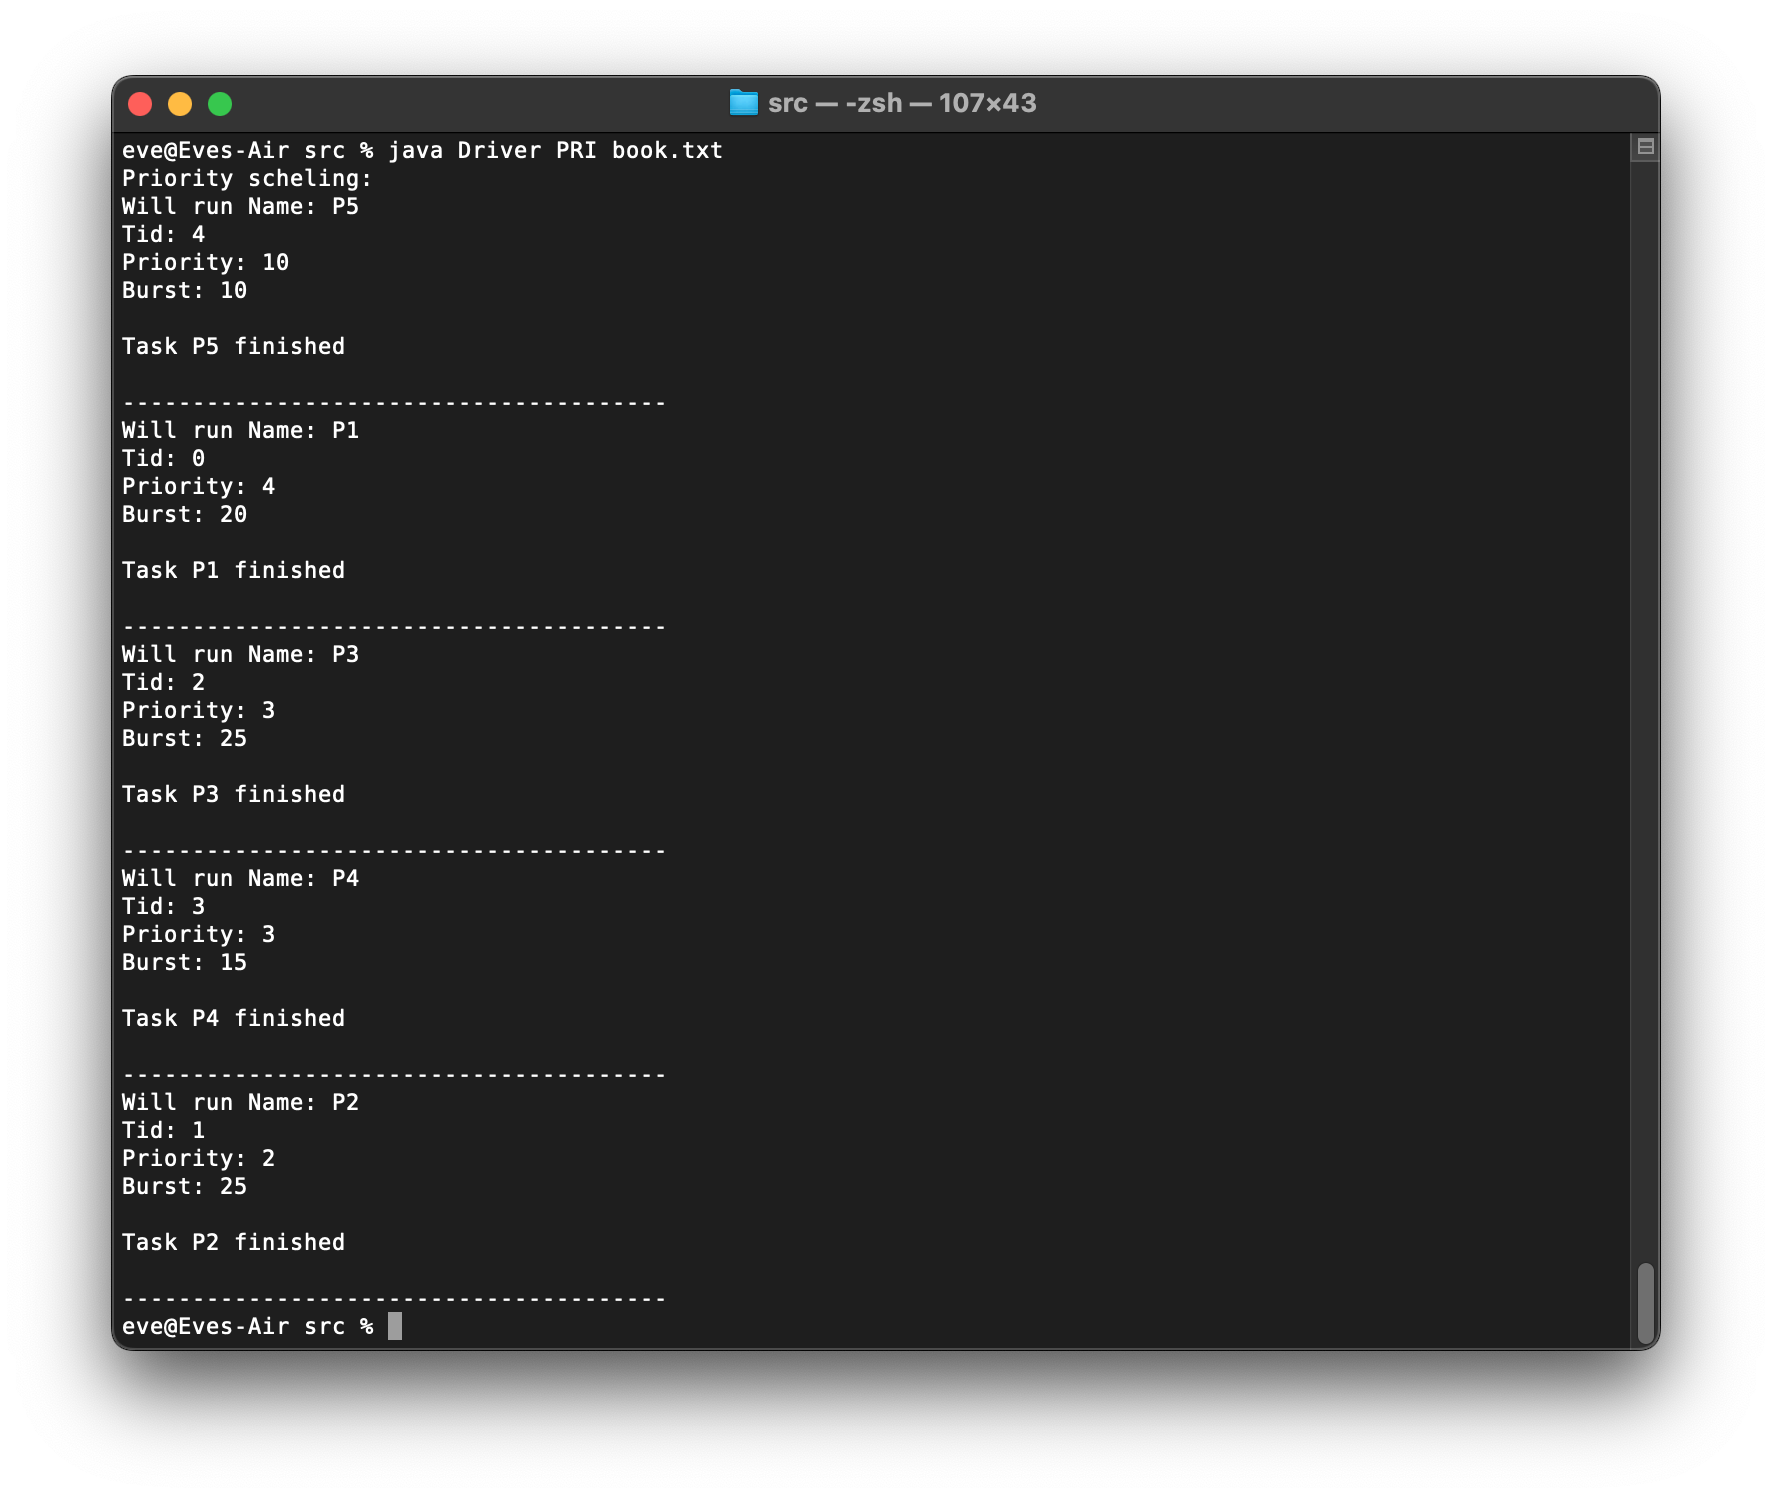 src — -zsh — 107×43
eve@Eves-Air src % java Driver PRI book.txt
Priority scheling:
Will run Name: P5
Tid: 4
Priority: 10
Burst: 10
Task P5 finished
---------------------------------------
Will run Name: P1
Tid: 0
Priority: 4
Burst: 20
Task P1 finished
---------------------------------------
Will run Name: P3
Tid: 2
Priority: 3
Burst: 25
Task P3 finished
---------------------------------------
Will run Name: P4
Tid: 3
Priority: 3
Burst: 15
Task P4 finished
---------------------------------------
Will run Name: P2
Tid: 1
Priority: 2
Burst: 25
Task P2 finished
---------------------------------------
eve@Eves-Air src %